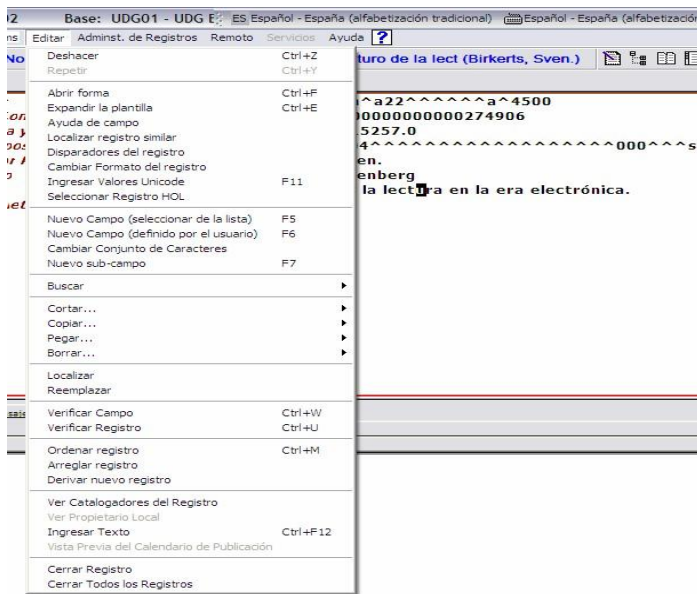 02 Base: UDG01 - UDG E ES Español - España (alfabetización tradicional) Español - España (alfabetizació
ns Editar Adminst. de Registros Remoto Servicios Ayuda ?
No turo de la lect (Birkerts, Sven.)
Deshacer Ctrl+Z
Repetir Ctrl+Y
Abrir forma Ctrl+F
Expandir la plantilla Ctrl+E
Ayuda de campo
Localizar registro similar
Disparadores del registro
Cambiar Formato del registro
Ingresar Valores Unicode F11
Seleccionar Registro HOL
Nuevo Campo (seleccionar de la lista) F5
Nuevo Campo (definido por el usuario) F6
Cambiar Conjunto de Caracteres
Nuevo sub-campo F7
Buscar
Cortar...
Copiar...
Pegar...
Borrar...
Localizar
Reemplazar
Verificar Campo Ctrl+W
Verificar Registro Ctrl+U
Ordenar registro Ctrl+M
Arreglar registro
Derivar nuevo registro
Ver Catalogadores del Registro
Ver Propietario Local
Ingresar Texto Ctrl+F12
Vista Previa del Calendario de Publicación
Cerrar Registro
Cerrar Todos los Registros
^a22^^^^^^a^4500
0000000000274906
5257.0
4^^^^^^^^^^^^^^^^^^000^^^s
en.
enberg
la lectura en la era electrónica.